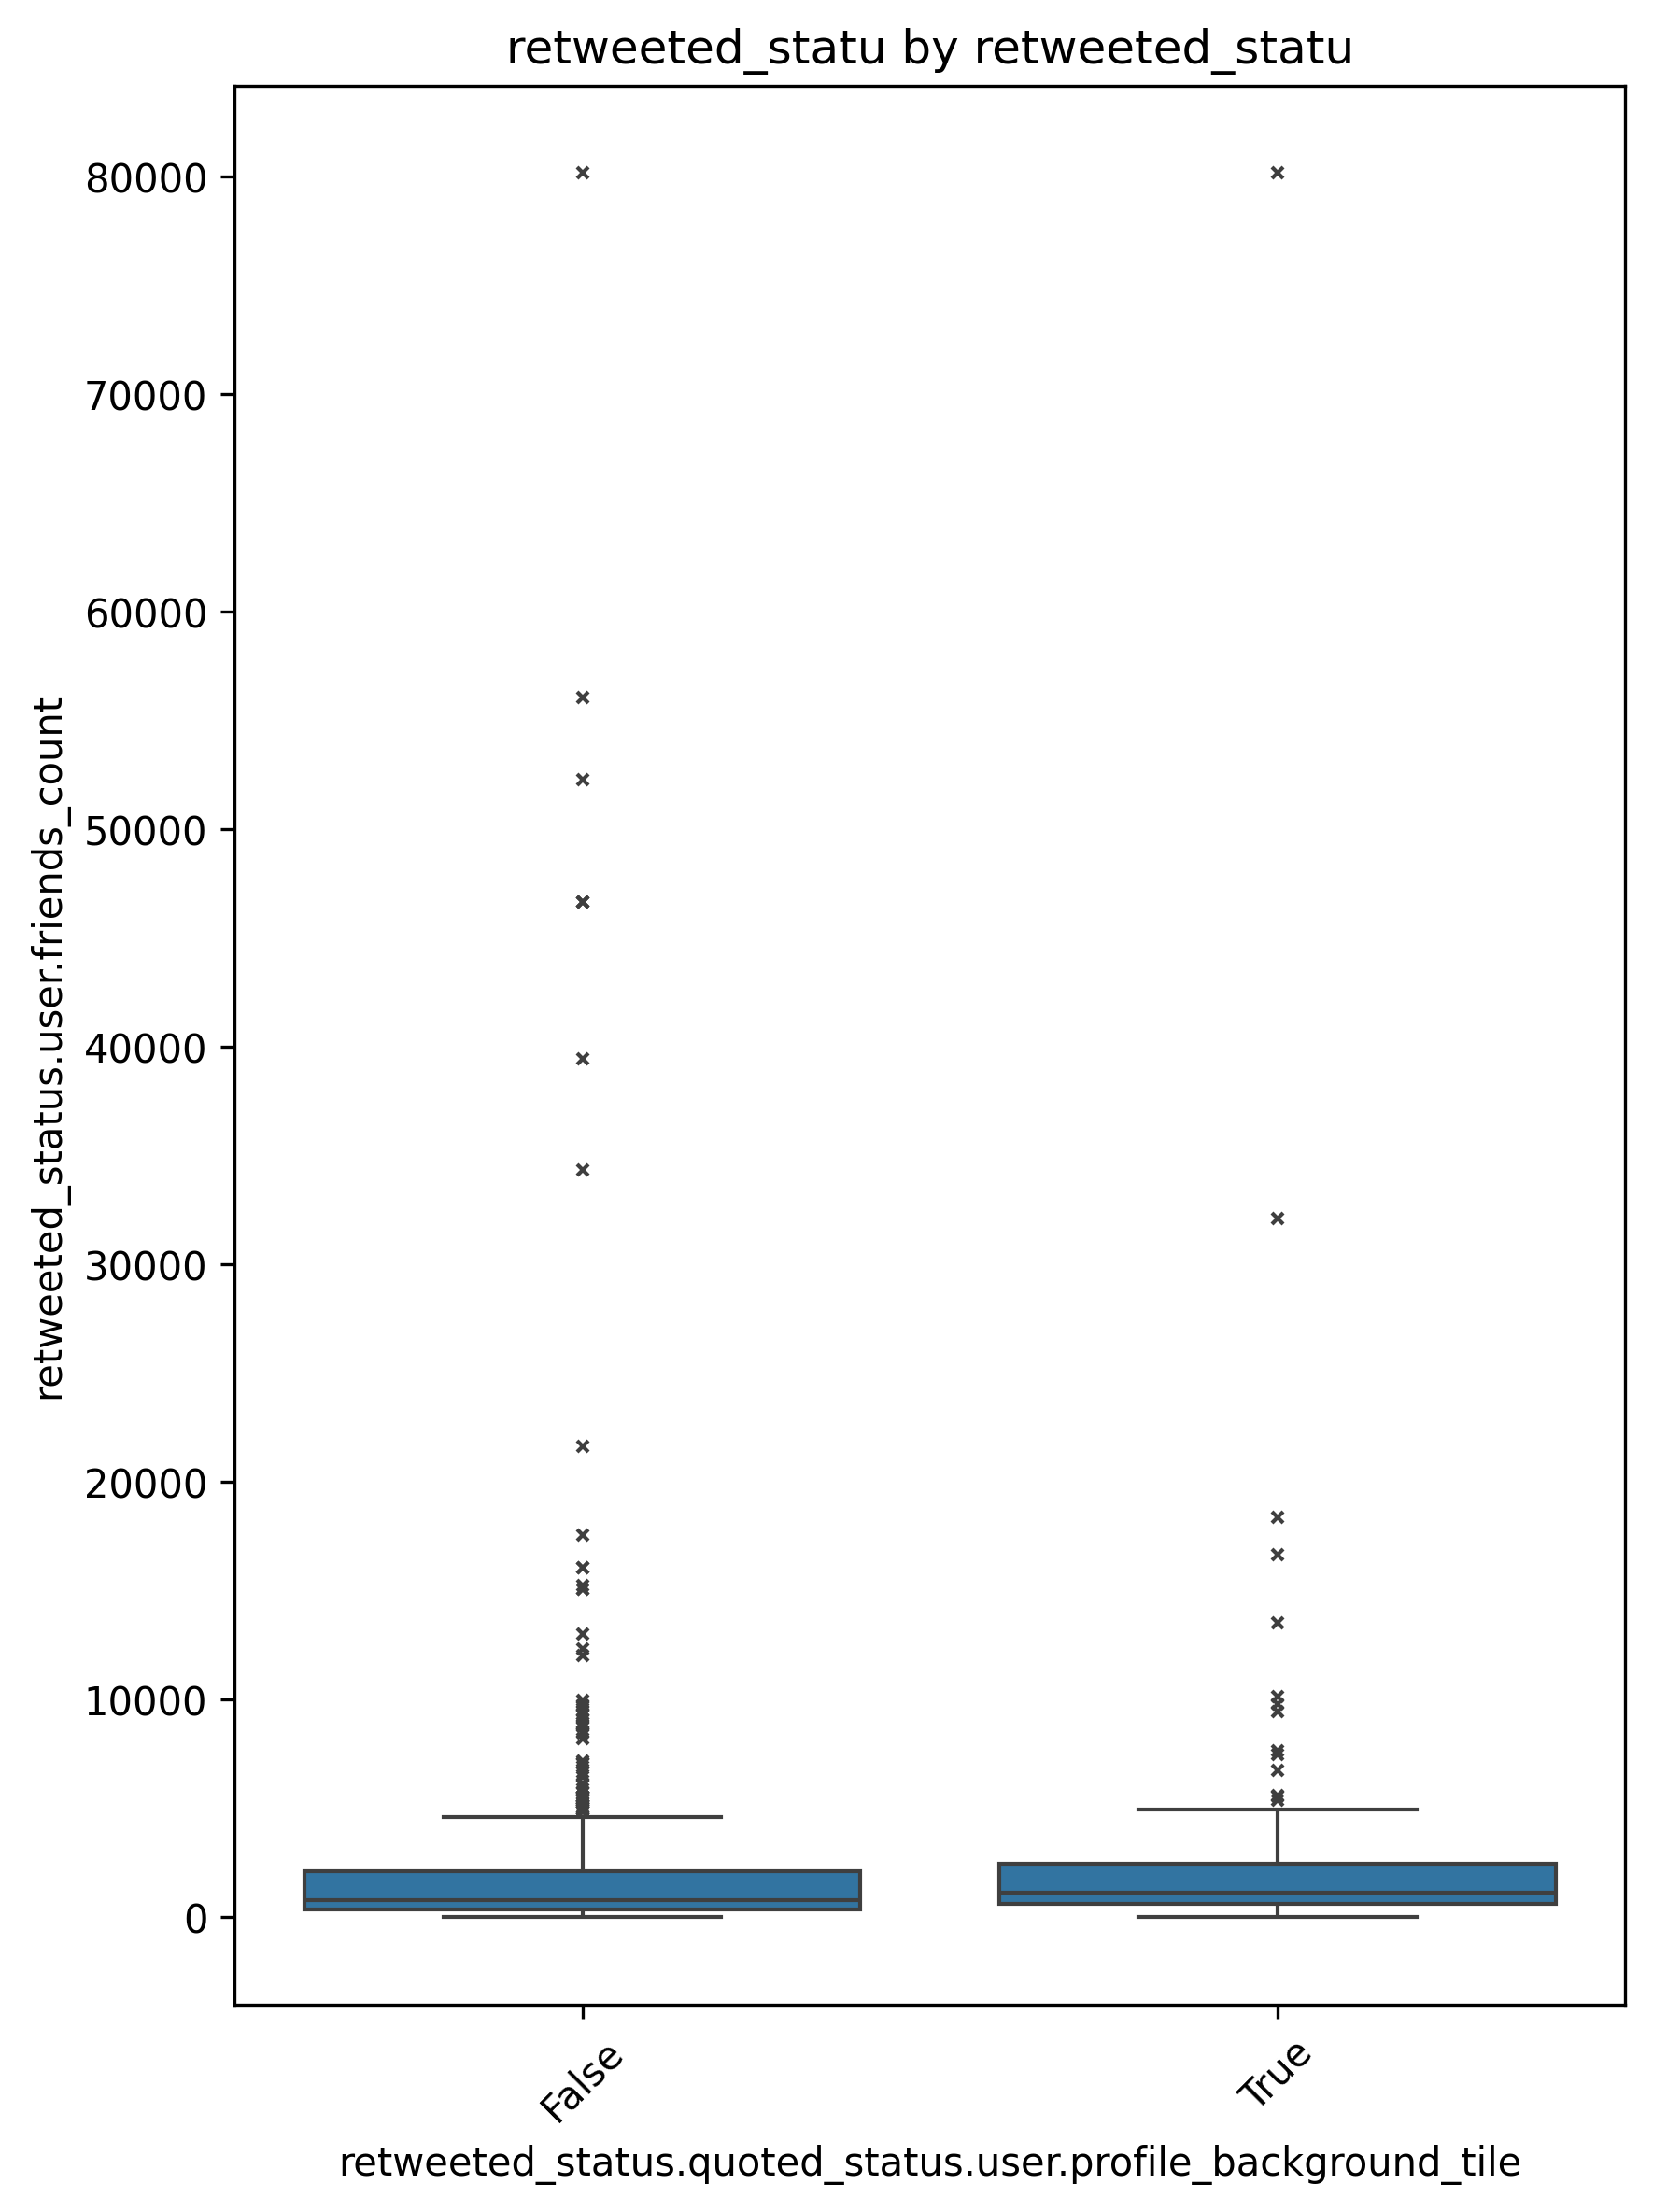 retweeted_statu by retweeted_statu
80000
70000
60000
50000
40000
30000
20000
10000
0
retweeted_status.user.friends_count
False
True
retweeted_status.quoted_status.user.profile_background_tile